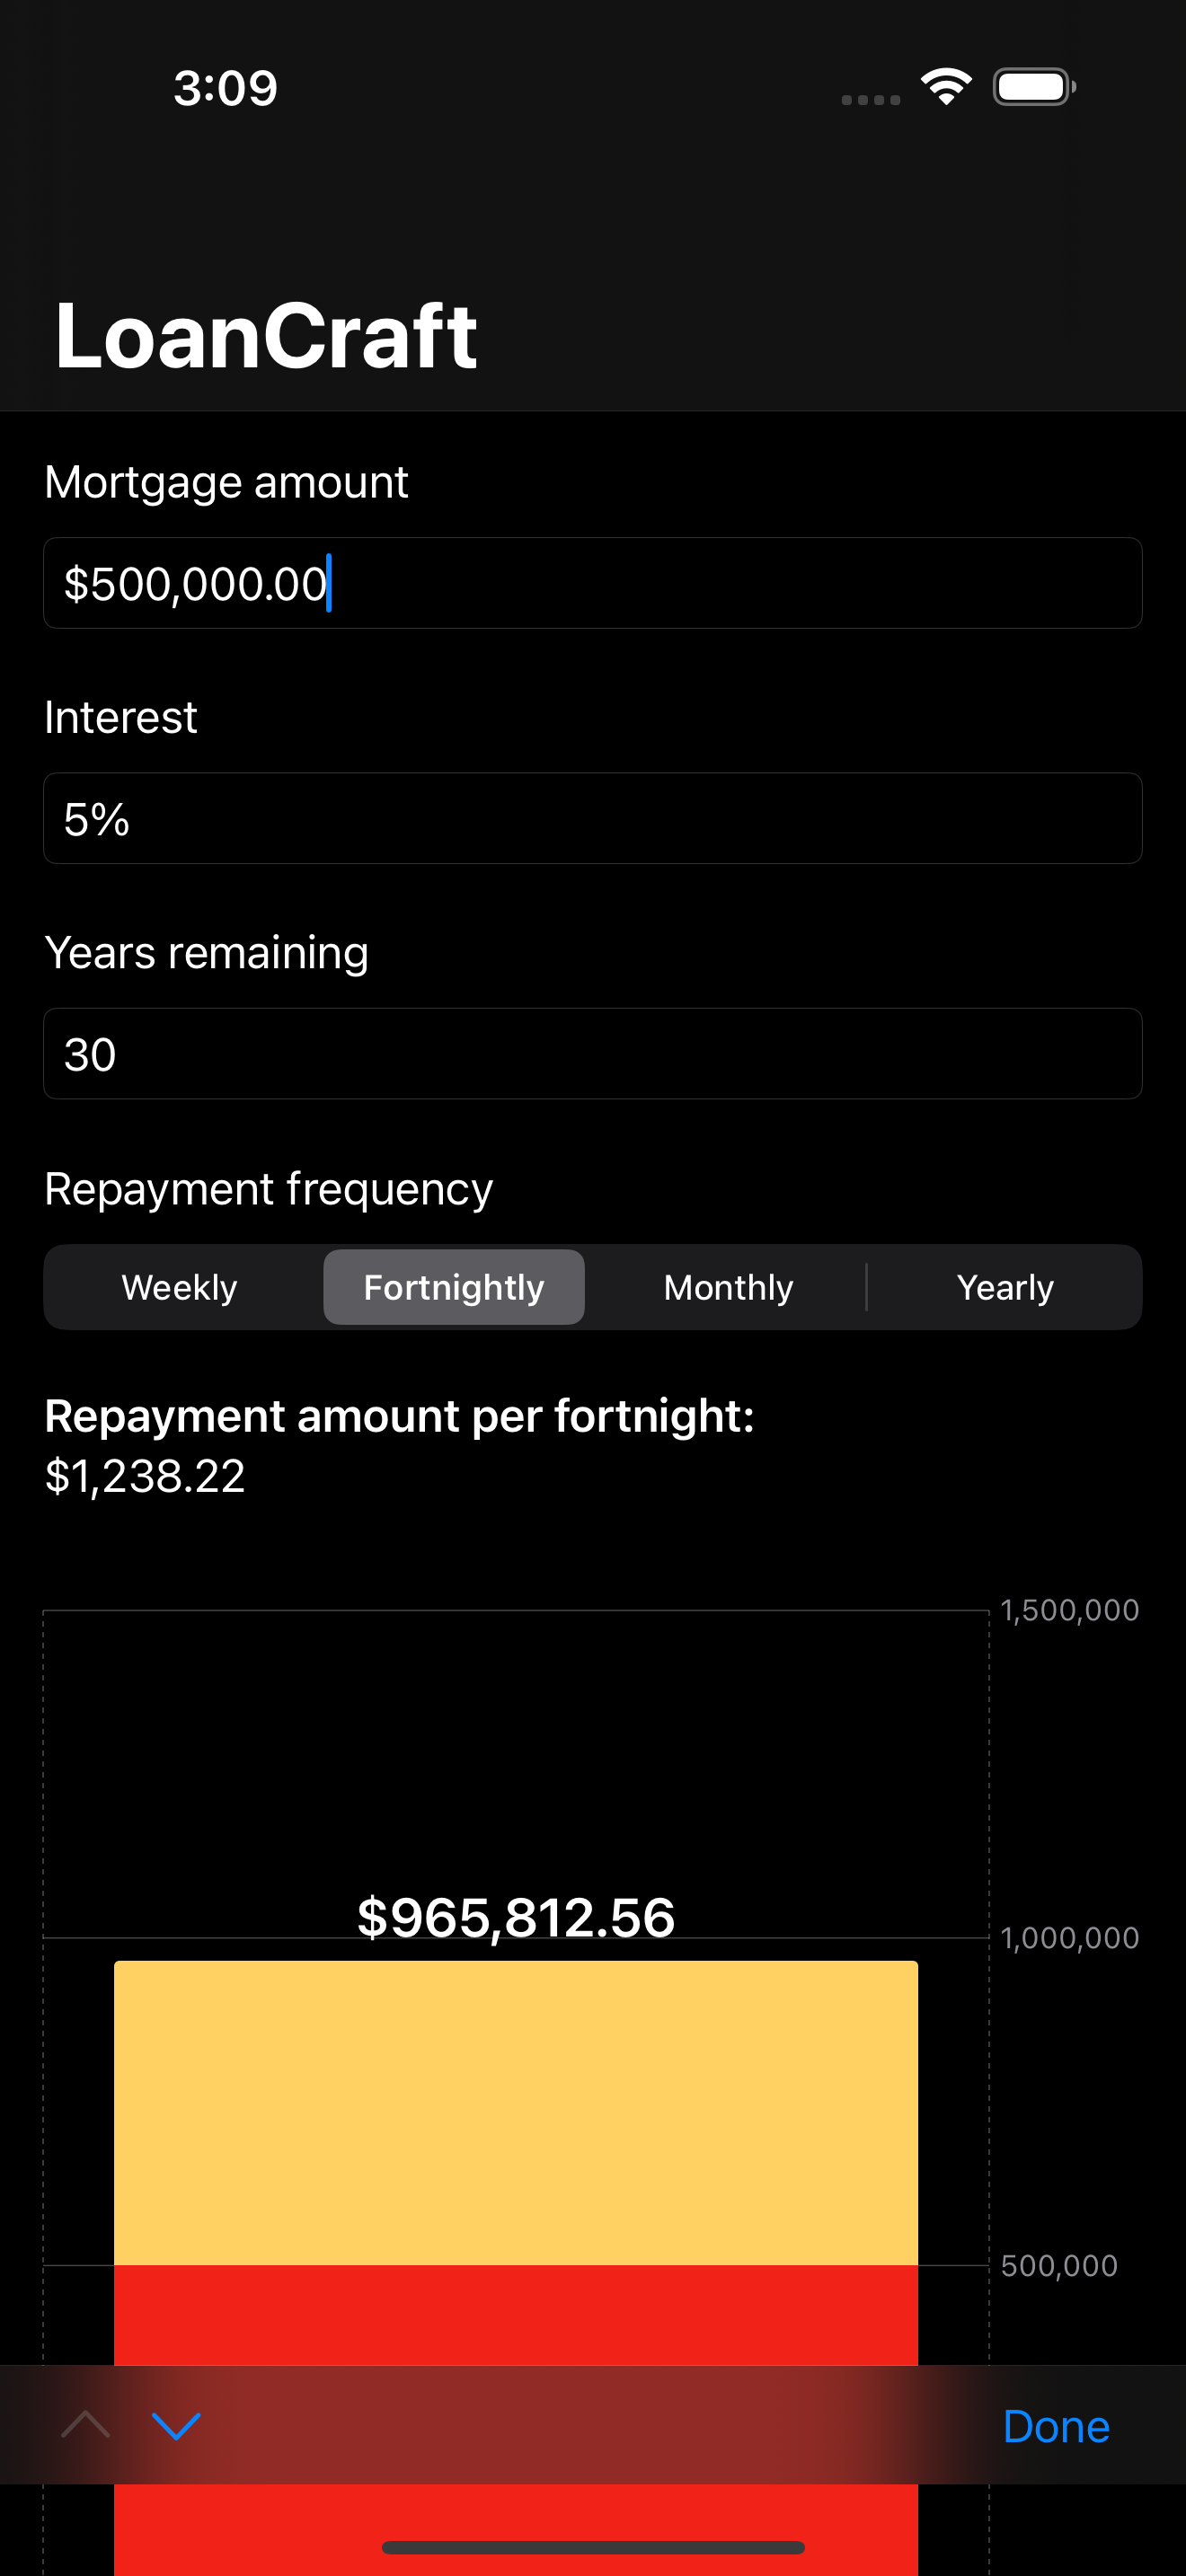 3:09
LoanCraft
Mortgage amount
$500,000.00
Interest
5%
Years remaining
30
Repayment frequency
Weekly Fortnightly Monthly Yearly
Repayment amount per fortnight:
$1,238.22
1,500,000
$965,812.56
1,000,000
500,000
Done